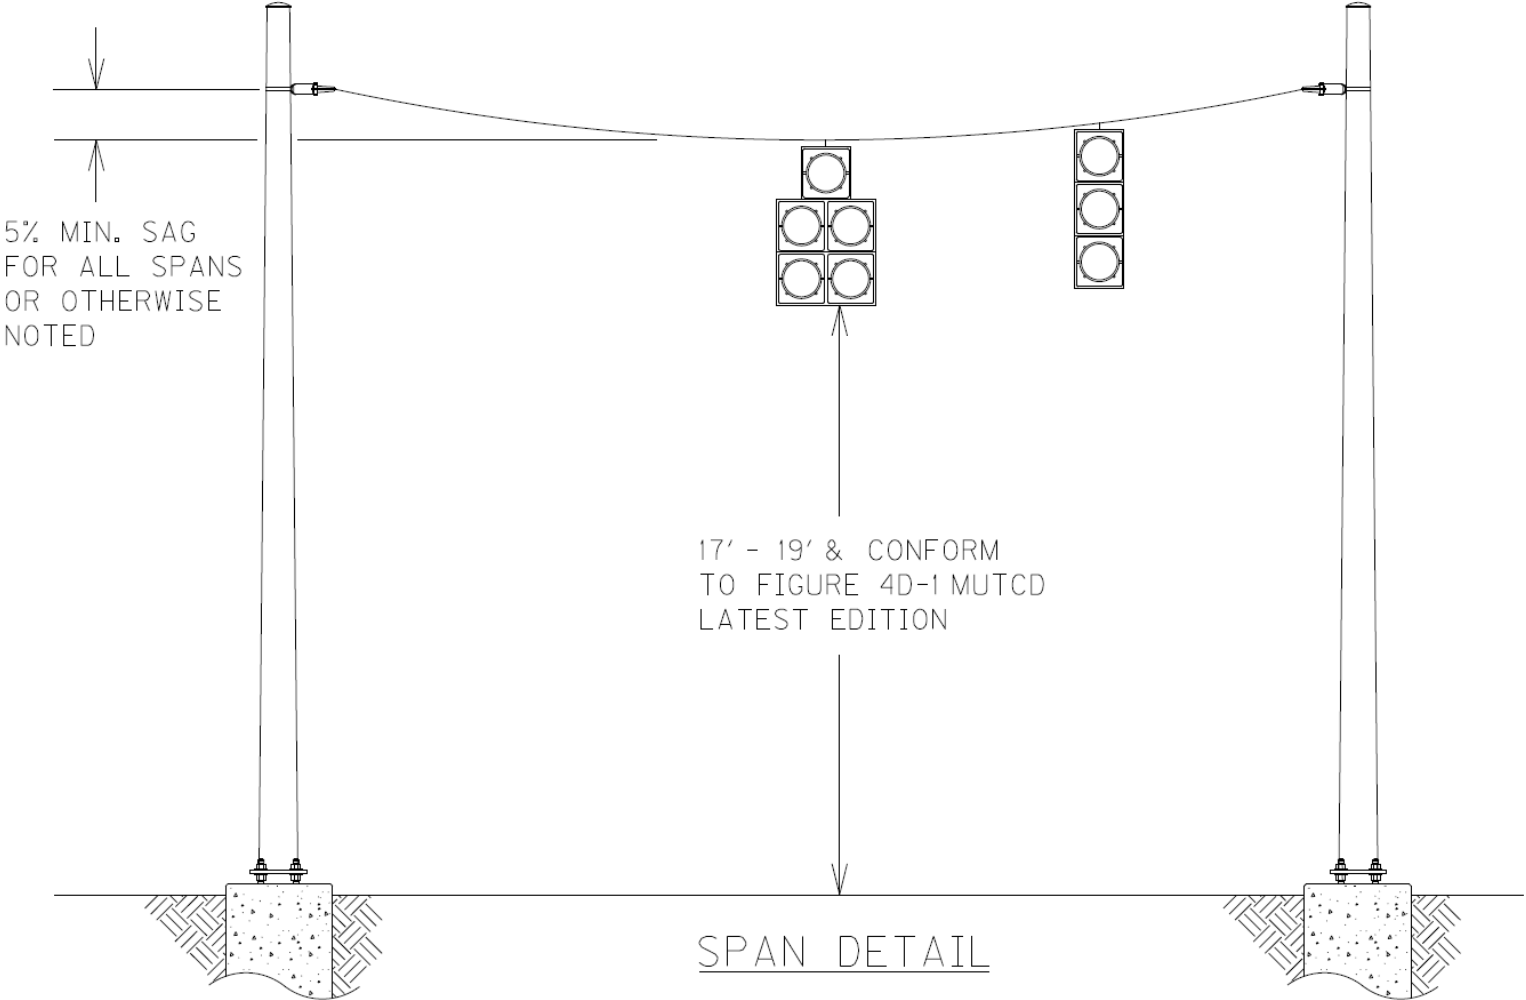 5% MIN. SAG
FOR ALL SPANS
OR OTHERWISE
NOTED
17' - 19' & CONFORM
TO FIGURE 4D-1 MUTCD
LATEST EDITION
SPAN DETAIL